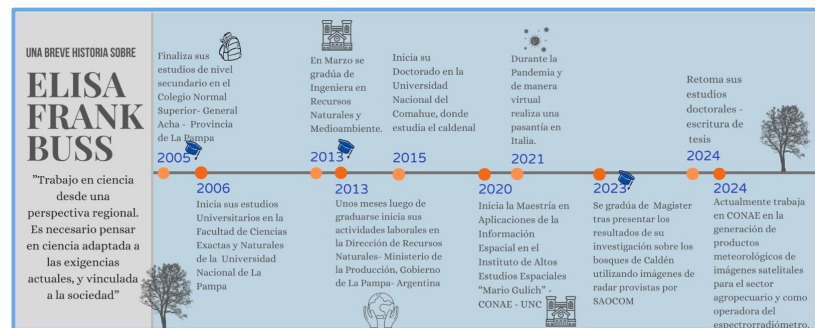 UNA BREVE HISTORIA SOBRE
ELISA
FRANK
BUSS
"Trabajo en ciencia
desde una
perspectiva regional.
Es necesario pensar
en ciencia adaptada a
las exigencias
actuales, y vinculada
a la sociedad"
Finaliza sus
estudios de nivel
secundario en el
Colegio Normal
Superior- General
Acha - Provincia
de La Pampa
2005
2006
Inicia sus estudios
Universitarios en la
Facultad de Ciencias
Exactas y Naturales
de la Universidad
Nacional de La
Pampa
En Marzo se
gradúa de
Ingeniera en
Recursos
Naturales y
Medioambiente.
2013
2013
Unos meses luego de
graduarse inicia sus
actividades laborales en
la Dirección de Recursos
Naturales- Ministerio de
la Producción, Gobierno
de La Pampa- Argentina
Inicia su
Doctorado en la
Universidad
Nacional del
Comahue, donde
estudia el caldenal
2015
2020
Inicia la Maestría en
Aplicaciones de la
Información
Espacial en el
Instituto de Altos
Estudios Espaciales
"Mario Gulich" -
CONAE - UNC
Durante la
Pandemia y
de manera
virtual
realiza una
pasantía en
Italia.
2021
2023
Se gradúa de Magister
tras presentar los
resultados de su
investigación sobre los
bosques de Caldén
utilizando imágenes de
radar provistas por
SAOCOM
Retoma sus
estudios
doctorales -
escritura de
tesis
2024
2024
Actualmente trabaja
en CONAE en la
generación de
productos
meteorológicos de
imágenes satelitales
para el sector
agropecuario y como
operadora del
espectrorradiómetro.